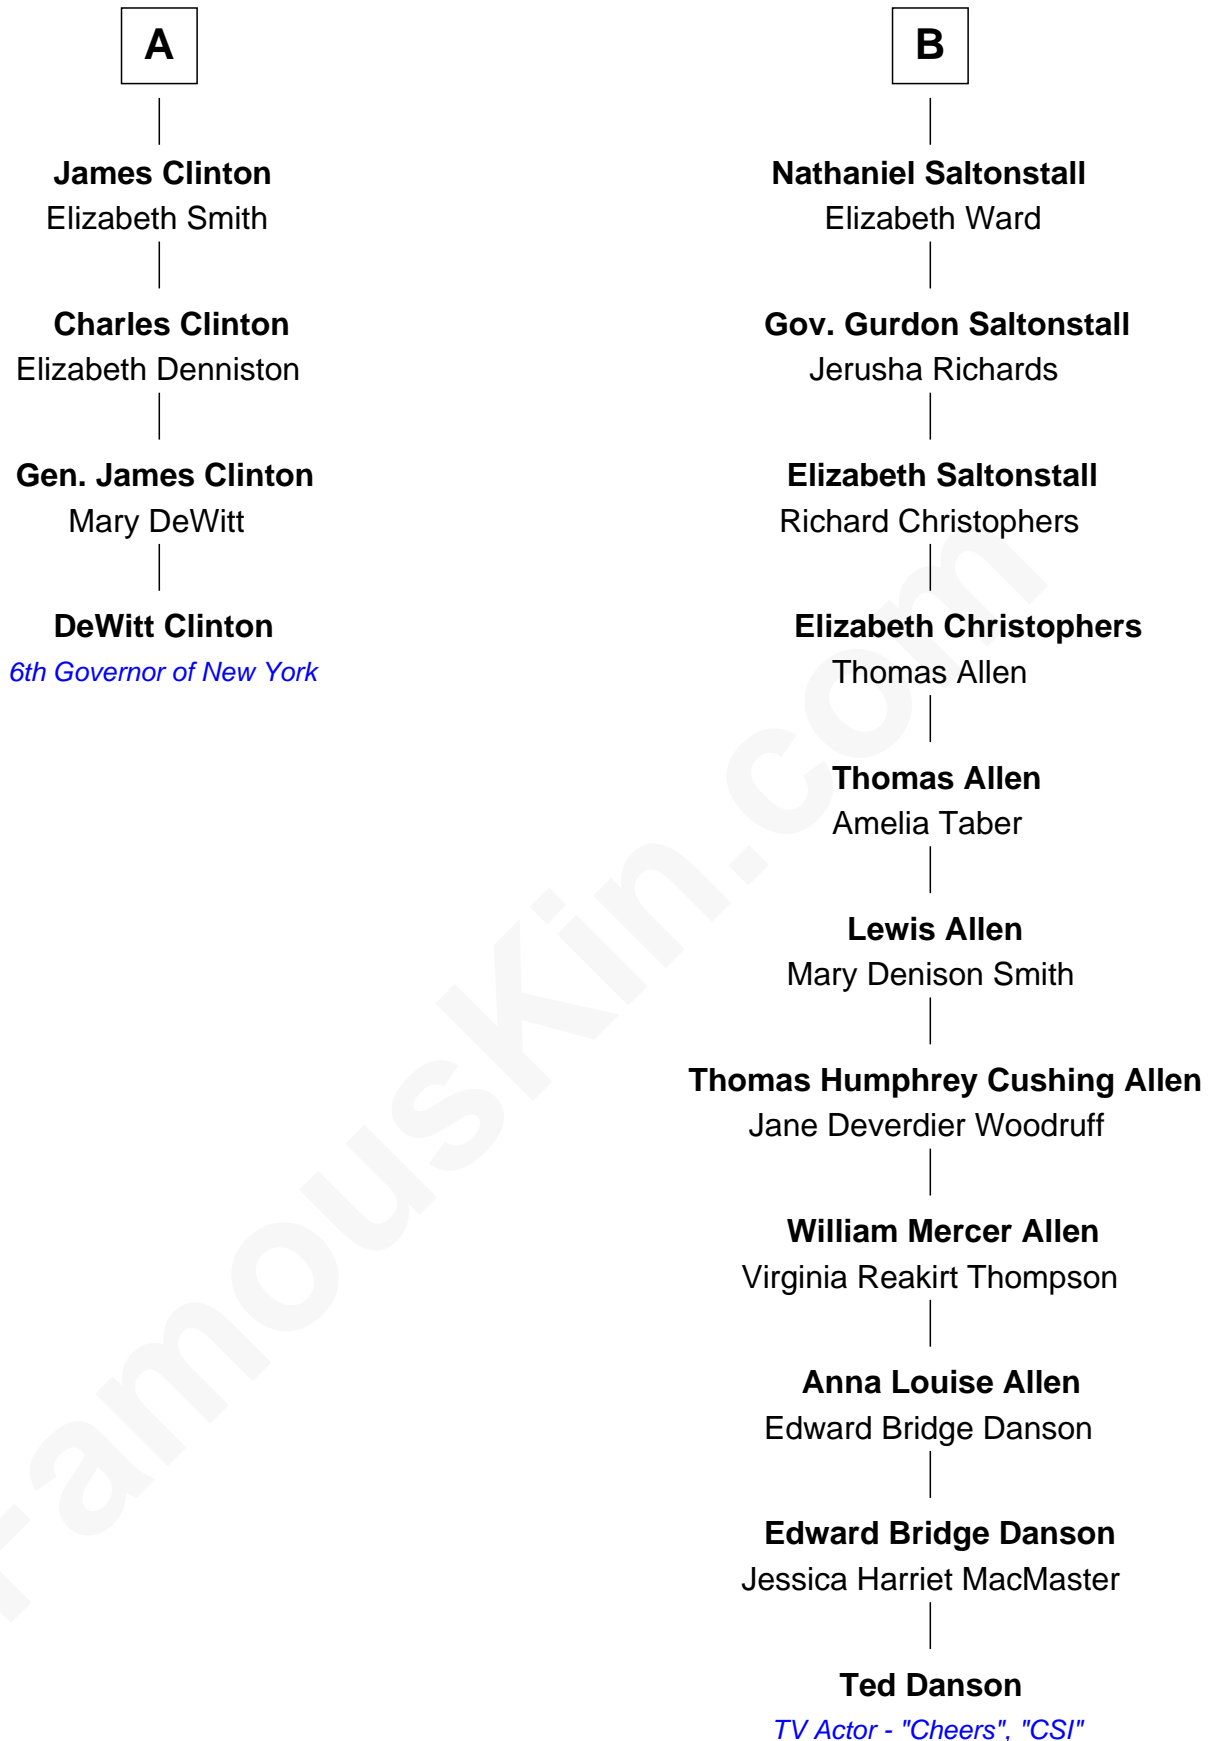 A
James Clinton
Elizabeth Smith
Charles Clinton
Elizabeth Denniston
Gen. James Clinton
Mary DeWitt
DeWitt Clinton
6th Governor of New York
B
Nathaniel Saltonstall
Elizabeth Ward
Gov. Gurdon Saltonstall
Jerusha Richards
Elizabeth Saltonstall
Richard Christophers
Elizabeth Christophers
Thomas Allen
Thomas Allen
Amelia Taber
Lewis Allen
Mary Denison Smith
Thomas Humphrey Cushing Allen
Jane Deverdier Woodruff
William Mercer Allen
Virginia Reakirt Thompson
Anna Louise Allen
Edward Bridge Danson
Edward Bridge Danson
Jessica Harriet MacMaster
Ted Danson
TV Actor - "Cheers", "CSI"
FamousKin.com